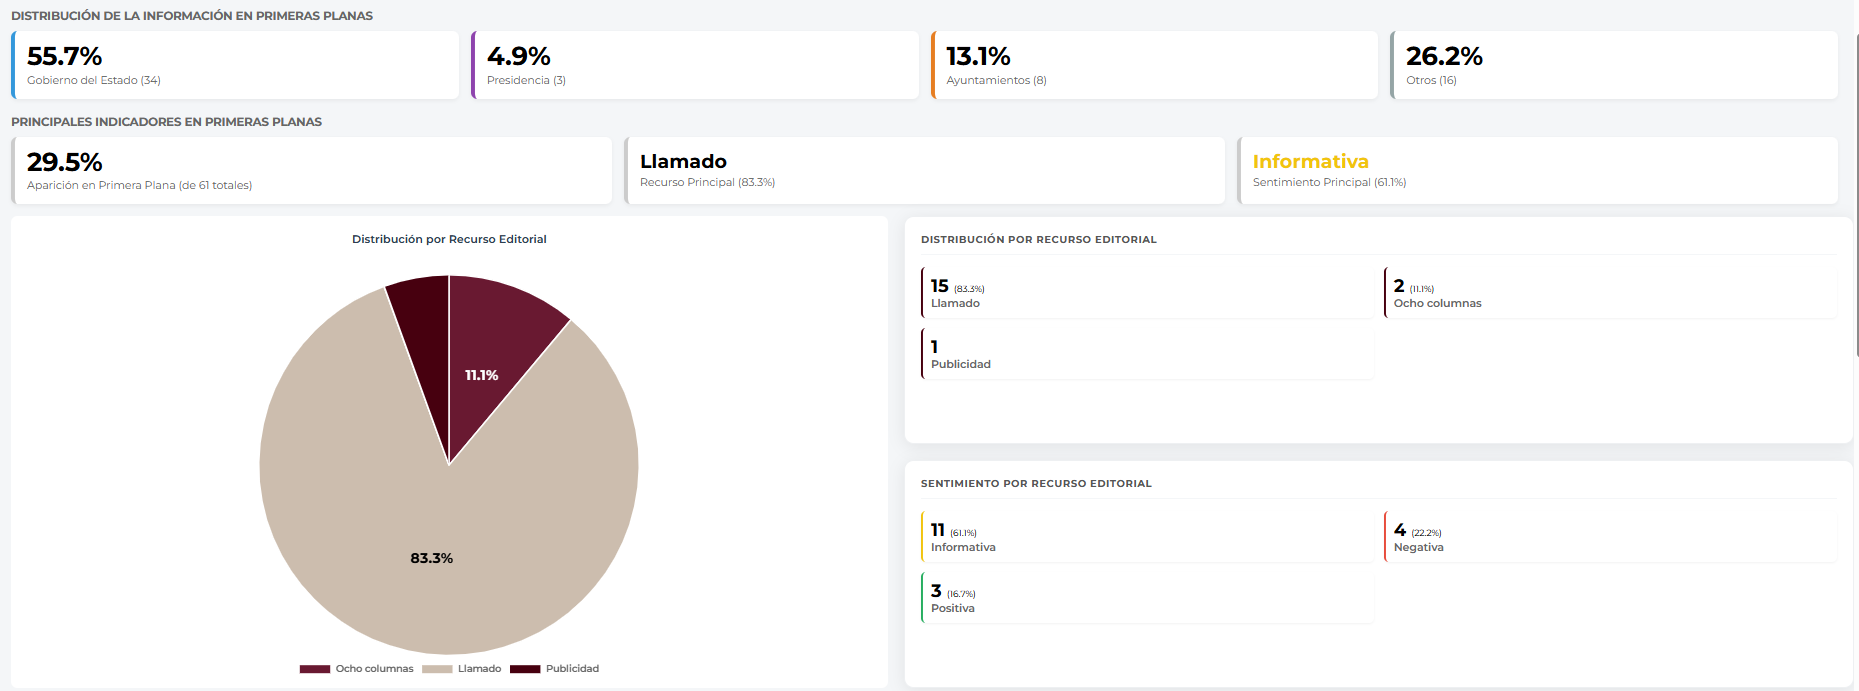 DISTRIBUCIÓN DE LA INFORMACIÓN EN PRIMERAS PLANAS
55.7%
Gobierno del Estado (34)
4.9%
Presidencia (3)
13.1%
Ayuntamientos (8)
26.2%
Otros (16)
PRINCIPALES INDICADORES EN PRIMERAS PLANAS
29.5%
Aparición en Primera Plana (de 61 totales)
Llamado
Recurso Principal (83.3%)
Informativa
Sentimiento Principal (61.1%)
Distribución por Recurso Editorial
11.1%
83.3%
Ocho columnas
Llamado
Publicidad
DISTRIBUCIÓN POR RECURSO EDITORIAL
15 (83.3%)
Llamado
2 (11.1%)
Ocho columnas
1
Publicidad
SENTIMIENTO POR RECURSO EDITORIAL
11 (61.1%)
Informativa
4 (22.2%)
Negativa
3 (16.7%)
Positiva